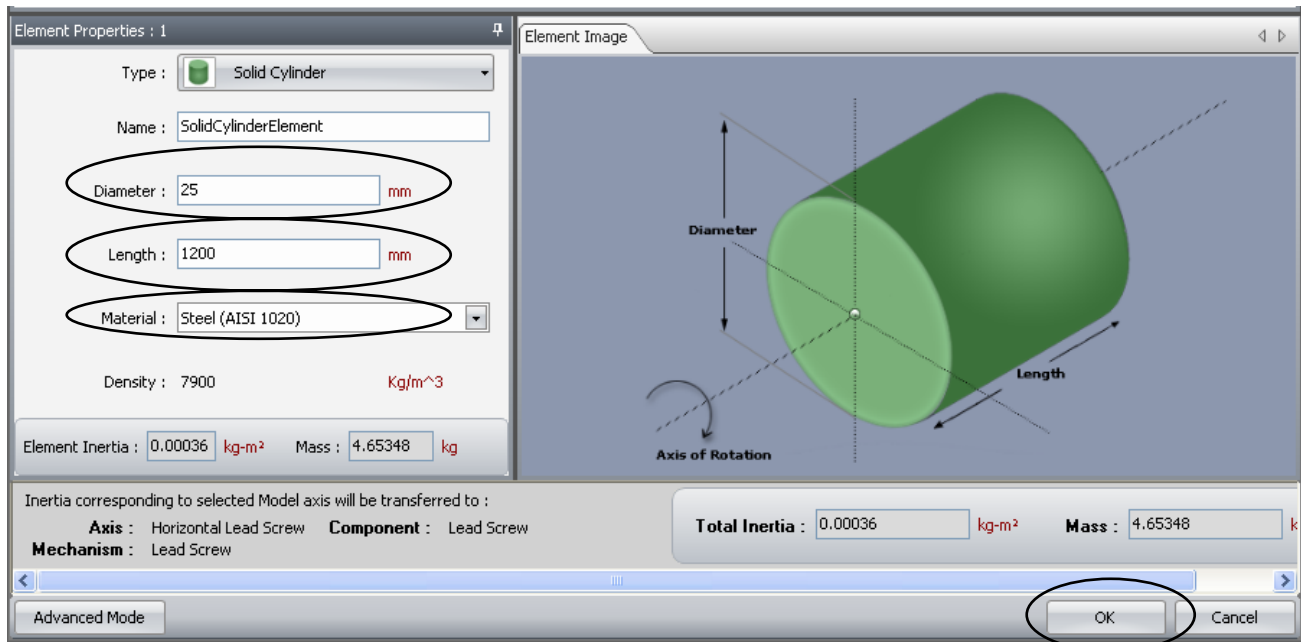 Element Properties : 1
Type : Solid Cylinder
Name : SolidCylinderElement
Diameter : 25 mm
Length : 1200 mm
Material : Steel (AISI 1020)
Density : 7900 Kg/m^3
Element Inertia : 0.00036 kg-m² Mass : 4.65348 kg
Element Image
Diameter
Length
Axis of Rotation
Inertia corresponding to selected Model axis will be transferred to :
Axis : Horizontal Lead Screw Component : Lead Screw
Mechanism : Lead Screw
Total Inertia : 0.00036 kg-m² Mass : 4.65348 k
Advanced Mode OK Cancel